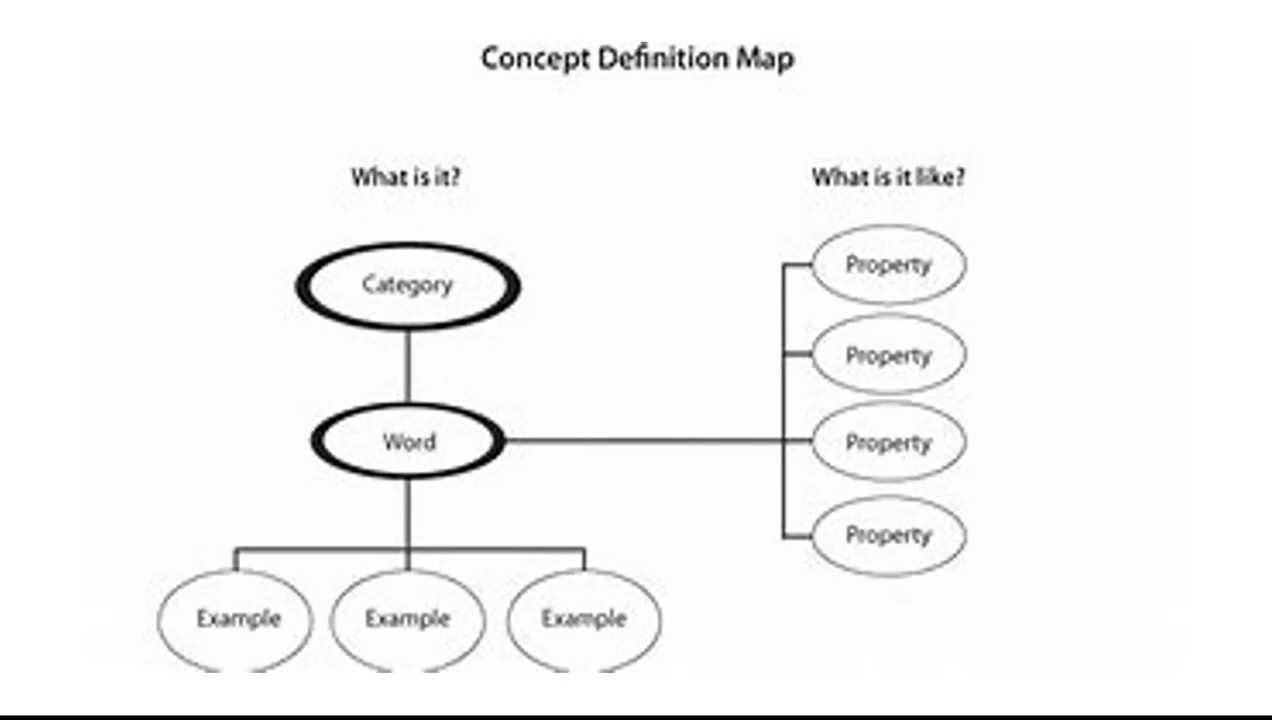 Concept Definition Map
What is it?
What is it like?
Category
Word
Example
Example
Example
Property
Property
Property
Property